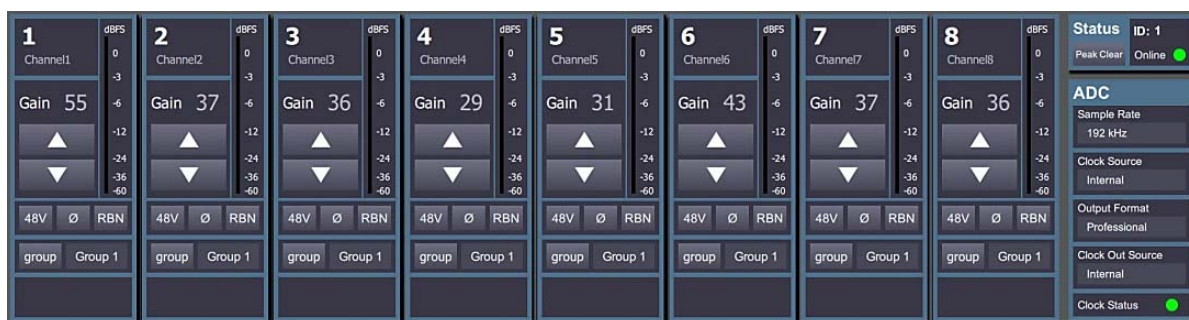 1
Channel1
dBFS
0
-3
-6
-12
-24
-36
-60
Gain 55
48V Ø RBN
group Group 1
2
Channel2
dBFS
0
-3
-6
-12
-24
-36
-60
Gain 37
48V Ø RBN
group Group 1
3
Channel3
dBFS
0
-3
-6
-12
-24
-36
-60
Gain 36
48V Ø RBN
group Group 1
4
Channel4
dBFS
0
-3
-6
-12
-24
-36
-60
Gain 29
48V Ø RBN
group Group 1
5
Channel5
dBFS
0
-3
-6
-12
-24
-36
-60
Gain 31
48V Ø RBN
group Group 1
6
Channel6
dBFS
0
-3
-6
-12
-24
-36
-60
Gain 43
48V Ø RBN
group Group 1
7
Channel7
dBFS
0
-3
-6
-12
-24
-36
-60
Gain 37
48V Ø RBN
group Group 1
8
Channel8
dBFS
0
-3
-6
-12
-24
-36
-60
Gain 36
48V Ø RBN
group Group 1
Status ID: 1
Peak Clear Online
ADC
Sample Rate
192 kHz
Clock Source
Internal
Output Format
Professional
Clock Out Source
Internal
Clock Status